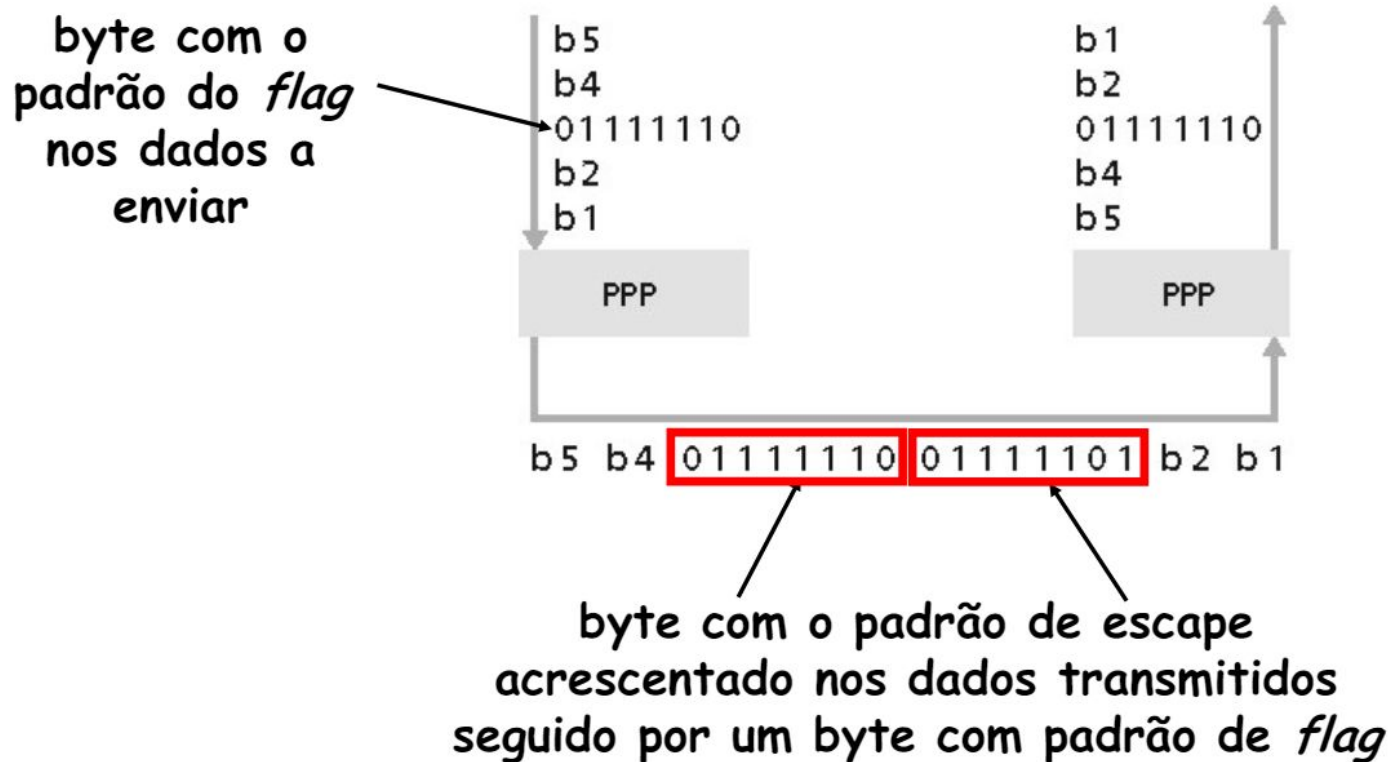 byte com o
padrão do flag
nos dados a
enviar
b5
b4
01111110
b2
b1
PPP
b1
b2
01111110
b4
b5
PPP
b5 b4 01111110 01111101 b2 b1
byte com o padrão de escape
acrescentado nos dados transmitidos
seguido por um byte com padrão de flag